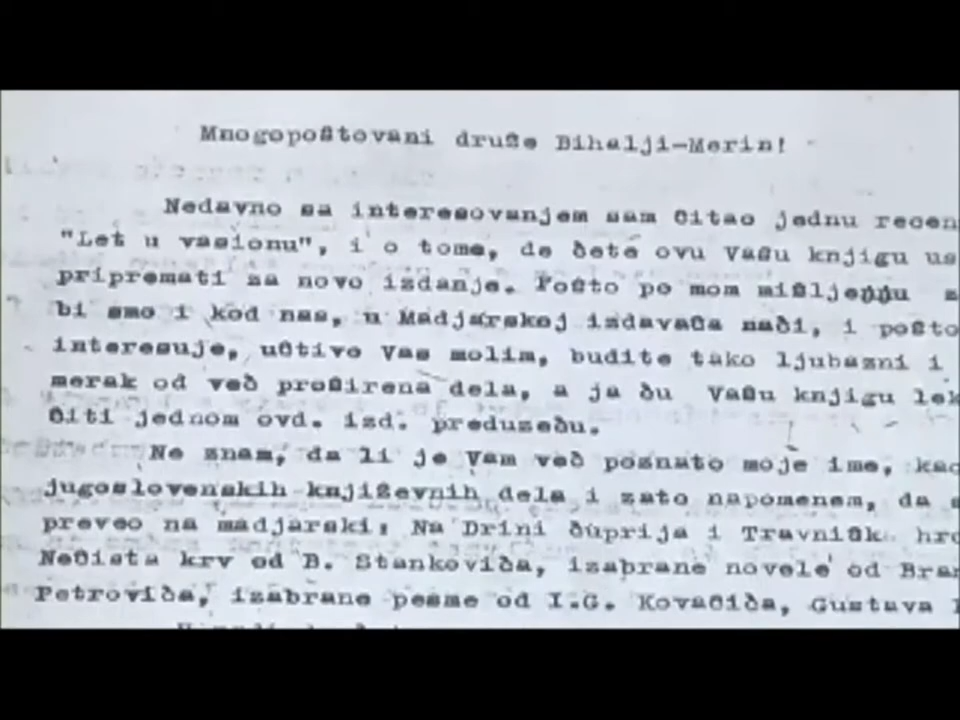 Mnogopoštovani druže Bihalji-Merin!
Nedavno sa interesovanjem sam čitao jednu recen
"Let u vasionu", i o tome, de ćete ovu Vašu knjigu us
pripremati za novo izdanje. Pošto po mom mišljenju
bi smo i kod nas, u Madjarskoj izdavača naći, i pošto
interesuje, učtivo Vas molim, budite tako ljubazni i
merak od već proširena dela, a ja ću Vašu knjigu lek
čiti jednom ovd. izd. preduzeću.
Ne znam, da li je Vam već poznato moje ime, kao
jugoslovenskih književnih dela i zato napomenem, da s
preveo na madjarski: Na Drini ćuprija i Travničk hro
Nečista krv od B. Stankovića, izabrane novele od Bran
Petrovića, izabrane pesme od I.G. Kovačića, Gustava